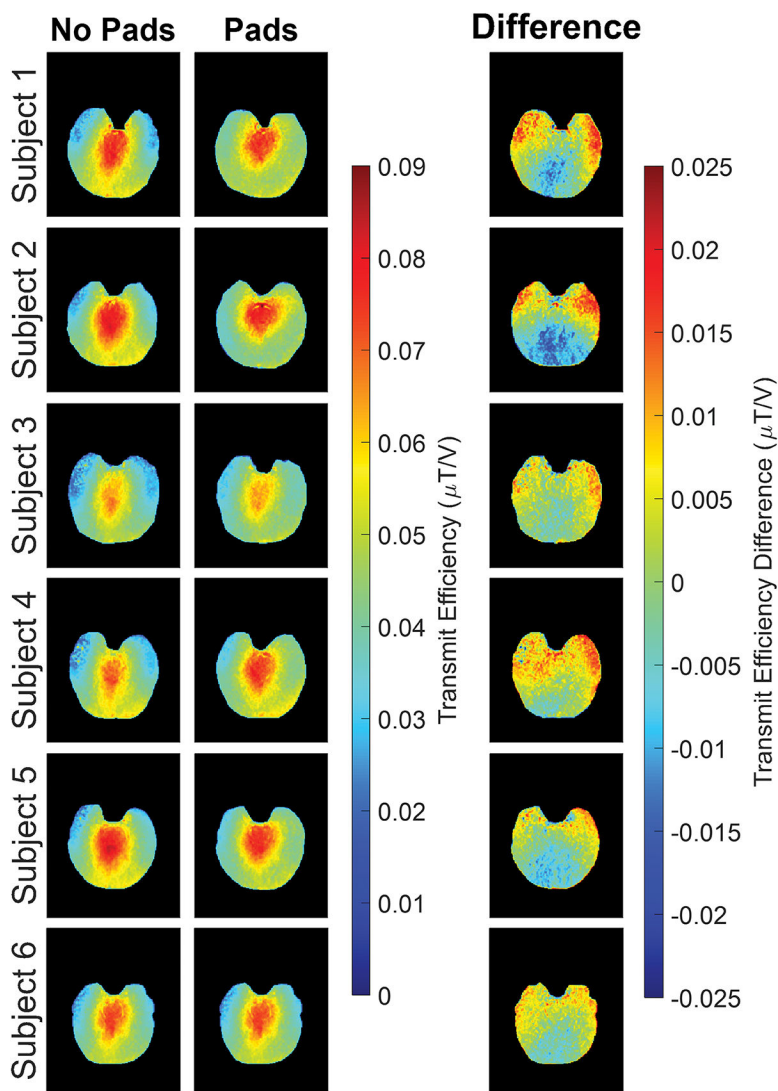 No Pads Pads Difference
Subject 1
Subject 2
Subject 3
Subject 4
Subject 5
Subject 6
0.09
0.08
0.07
0.06
0.05
0.04
0.03
0.02
0.01
0
Transmit Efficiency (μT/V)
0.025
0.02
0.015
0.01
0.005
0
-0.005
-0.01
-0.015
-0.02
-0.025
Transmit Efficiency Difference (μT/V)